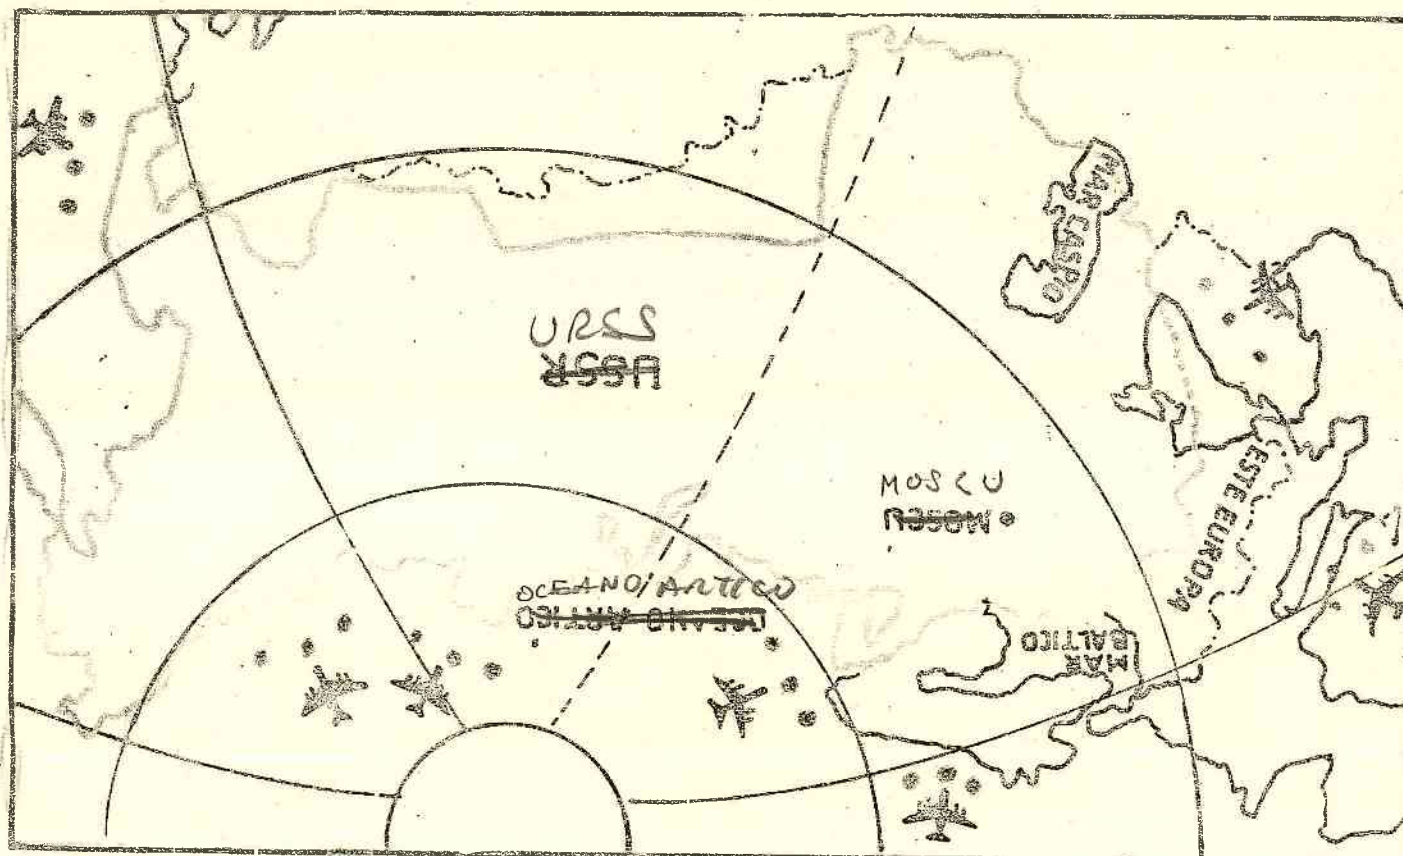 MAR CASPIO
URSS
USSR
MOSCU
MOSCU
ESTE EUROPA
OCEANO/ARTICO
OCEANO ARTICO
MAR
BALTICO